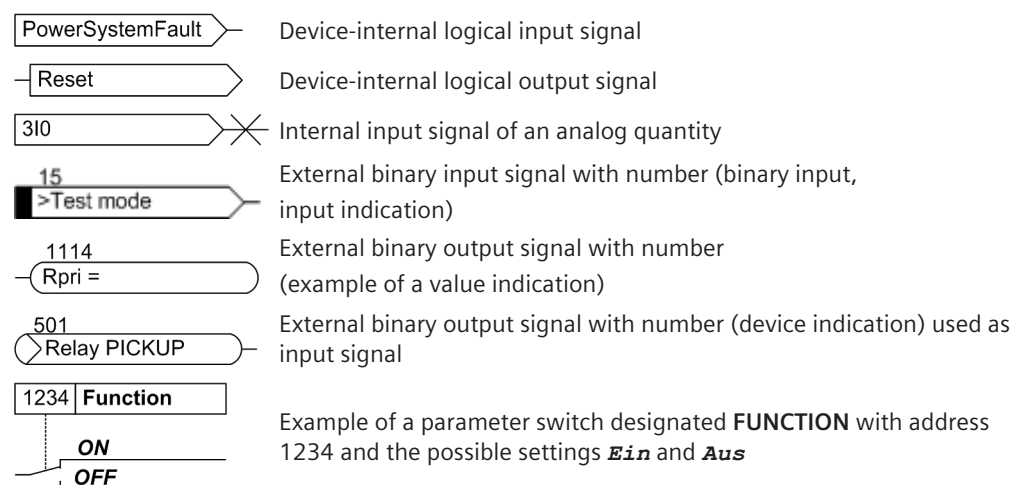 PowerSystemFault Device-internal logical input signal
Reset Device-internal logical output signal
3I0 Internal input signal of an analog quantity
15
>Test mode
External binary input signal with number (binary input,
input indication)
1114
Rpri =
External binary output signal with number
(example of a value indication)
501
Relay PICKUP
External binary output signal with number (device indication) used as
input signal
1234 Function
ON
OFF
Example of a parameter switch designated FUNCTION with address
1234 and the possible settings Ein and Aus